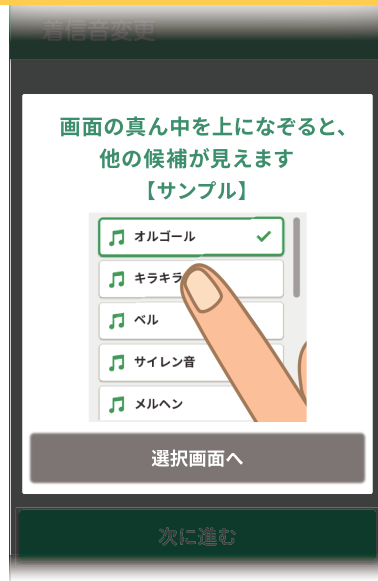 着信音変更
画面の真ん中を上になぞると、
他の候補が見えます
【サンプル】
オルゴール
キラキラ
ベル
サイレン音
メルヘン
選択画面へ
次に進む